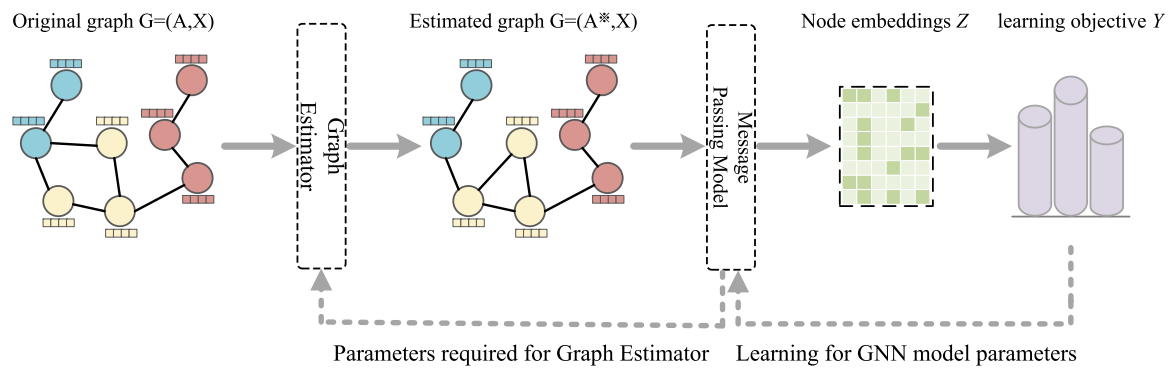 Original graph G=(A,X)
Estimated graph G=(A※,X)
Node embeddings Z
learning objective Y
Graph
Estimator
Message
Passing Model
Parameters required for Graph Estimator
Learning for GNN model parameters